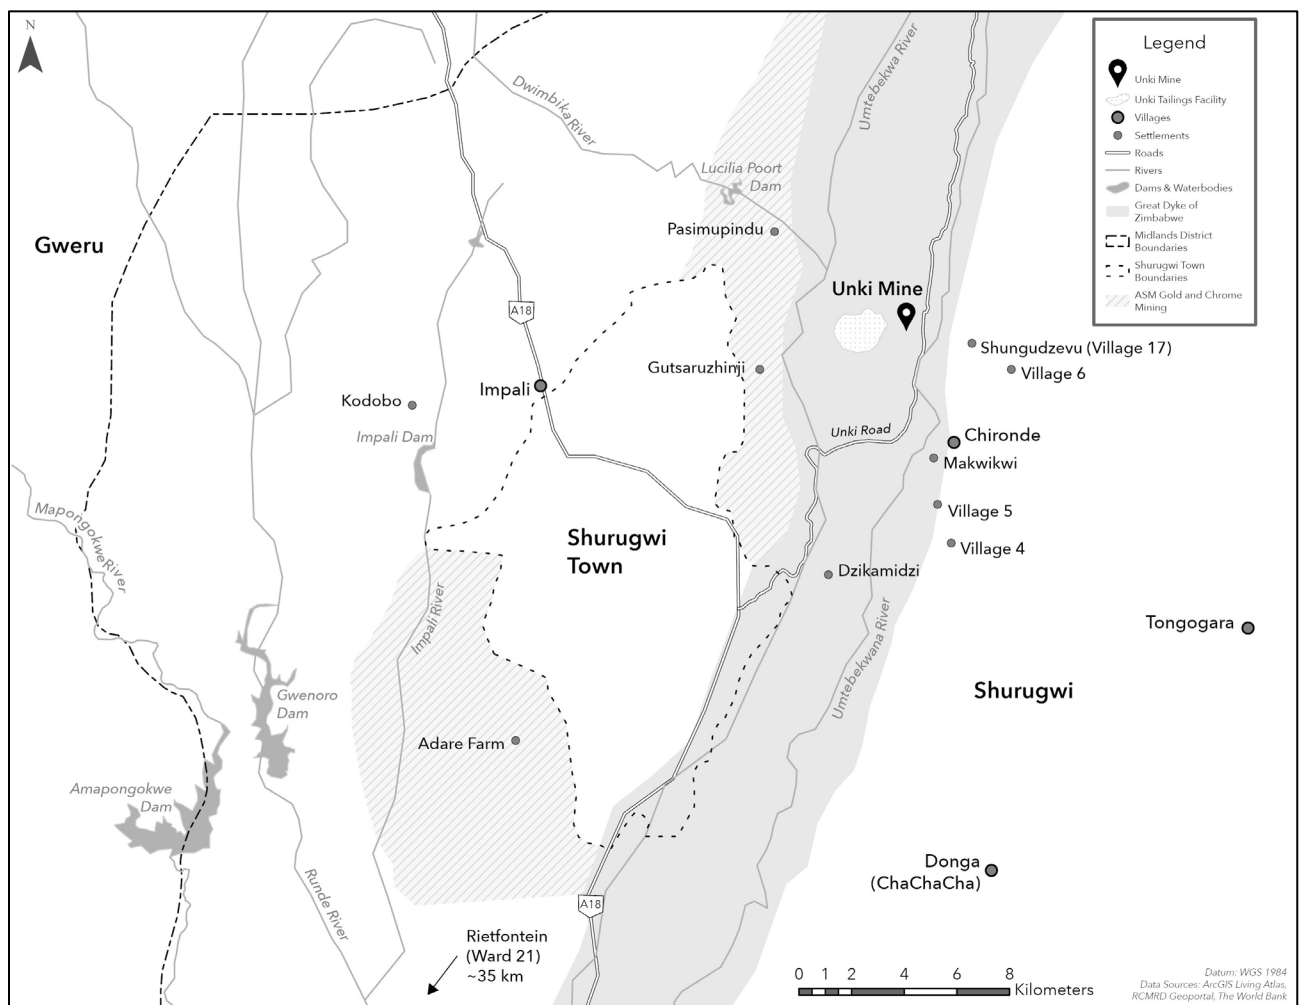 N
Legend
Unki Mine
Unki Tailings Facility
Villages
Settlements
Roads
Rivers
Dams & Waterbodies
Great Dyke of
Zimbabwe
Midlands District
Boundaries
Shurugwi Town
Boundaries
ASM Gold and Chrome
Mining
Umtebekwa River
Dwimbika River
Lucilia Poort
Dam
Pasimupindu
Gweru
Unki Mine
A18
Shungudzevu (Village 17)
Village 6
Gutsaruzhinji
Impali
Kodobo
Impali Dam
Unki Road
Chironde
Makwikwi
Village 5
Village 4
Mapongokwe River
Shurugwi
Town
Dzikamidzi
Impali River
Umtebekwana River
Tongogara
Shurugwi
Gwenoro
Dam
Adare Farm
Amapongokwe
Dam
Runde River
Donga
(ChaChaCha)
A18
Rietfontein
(Ward 21)
~35 km
0 1 2 4 6 8
Kilometers
Datum: WGS 1984
Data Sources: ArcGIS Living Atlas,
RCMRD Geoportal, The World Bank